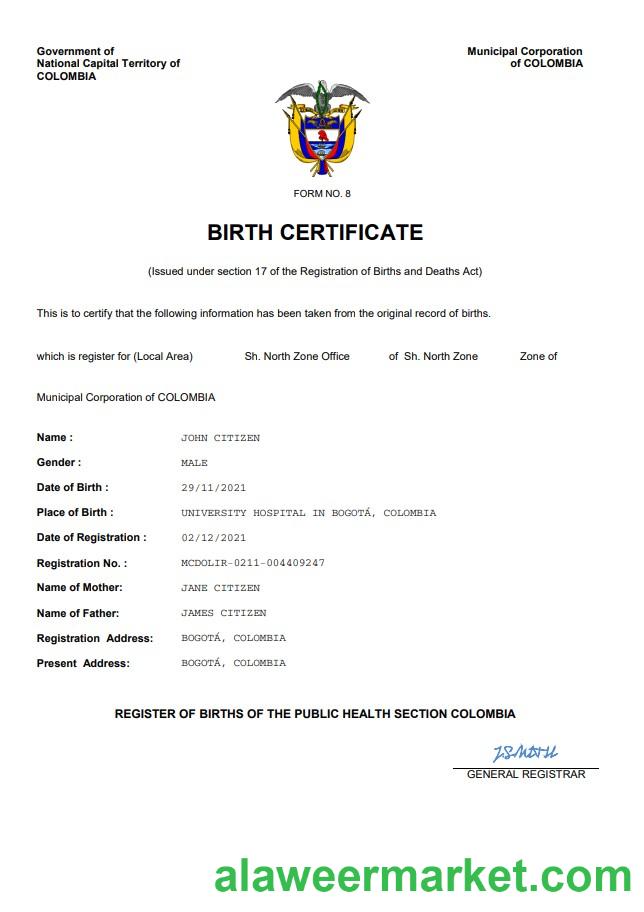 Government of
National Capital Territory of
COLOMBIA
Municipal Corporation
of COLOMBIA
FORM NO. 8
BIRTH CERTIFICATE
(Issued under section 17 of the Registration of Births and Deaths Act)
This is to certify that the following information has been taken from the original record of births.
which is register for (Local Area) Sh. North Zone Office of Sh. North Zone Zone of
Municipal Corporation of COLOMBIA
Name : JOHN CITIZEN
Gender : MALE
Date of Birth : 29/11/2021
Place of Birth : UNIVERSITY HOSPITAL IN BOGOTÁ, COLOMBIA
Date of Registration : 02/12/2021
Registration No. : MCDOLIR-0211-004409247
Name of Mother: JANE CITIZEN
Name of Father: JAMES CITIZEN
Registration Address: BOGOTÁ, COLOMBIA
Present Address: BOGOTÁ, COLOMBIA
REGISTER OF BIRTHS OF THE PUBLIC HEALTH SECTION COLOMBIA
GENERAL REGISTRAR
alaweermarket.com